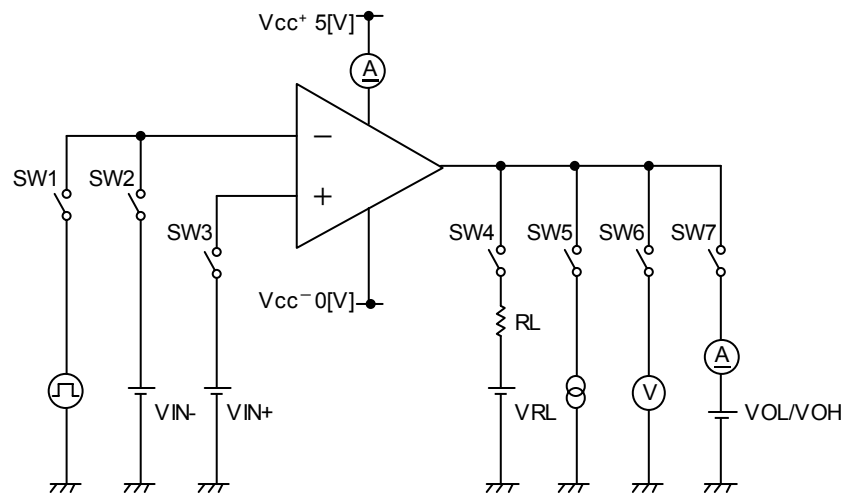 Vcc⁺ 5[V]
A
−
+
SW1
SW2
SW3
SW4
SW5
SW6
SW7
Vcc⁻ 0[V]
RL
A
V
VIN-
VIN+
VRL
VOL/VOH